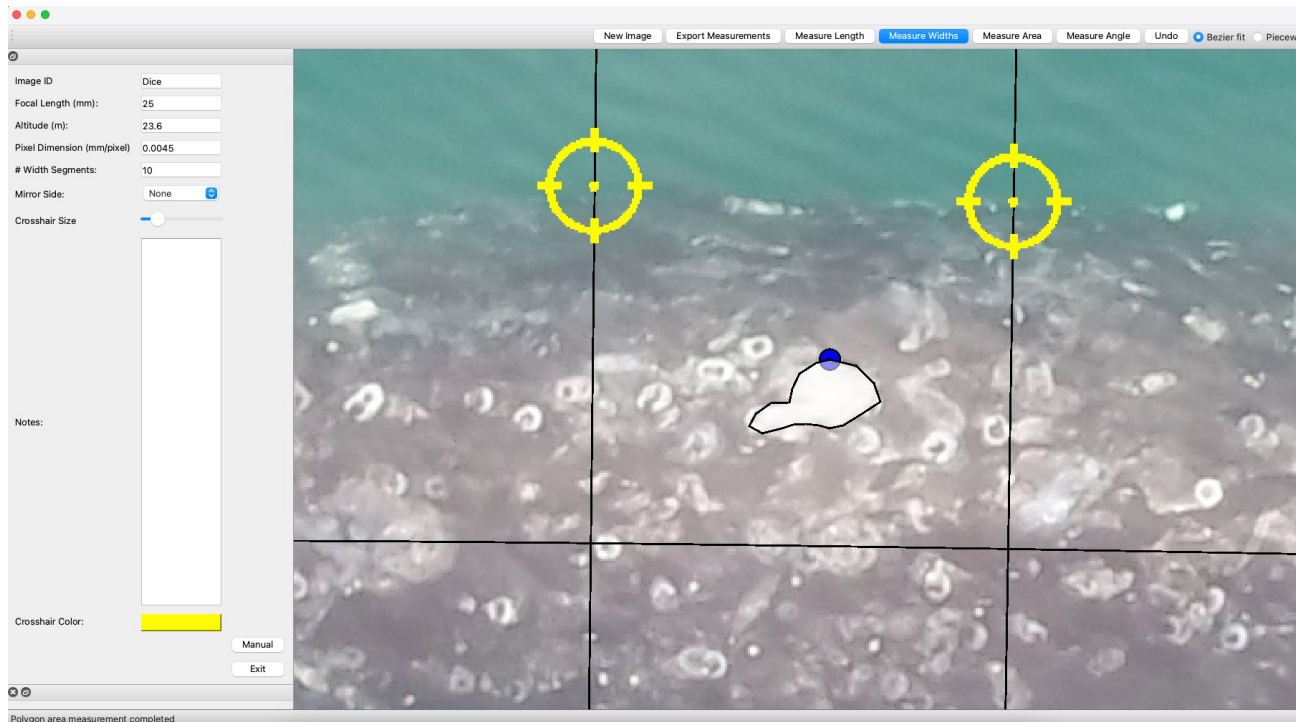 New Image Export Measurements Measure Length Measure Widths Measure Area Measure Angle Undo Bezier fit Piecew
Image ID Dice
Focal Length (mm): 25
Altitude (m): 23.6
Pixel Dimension (mm/pixel) 0.0045
# Width Segments: 10
Mirror Side: None
Crosshair Size
Notes:
Crosshair Color:
Manual
Exit
Polygon area measurement completed